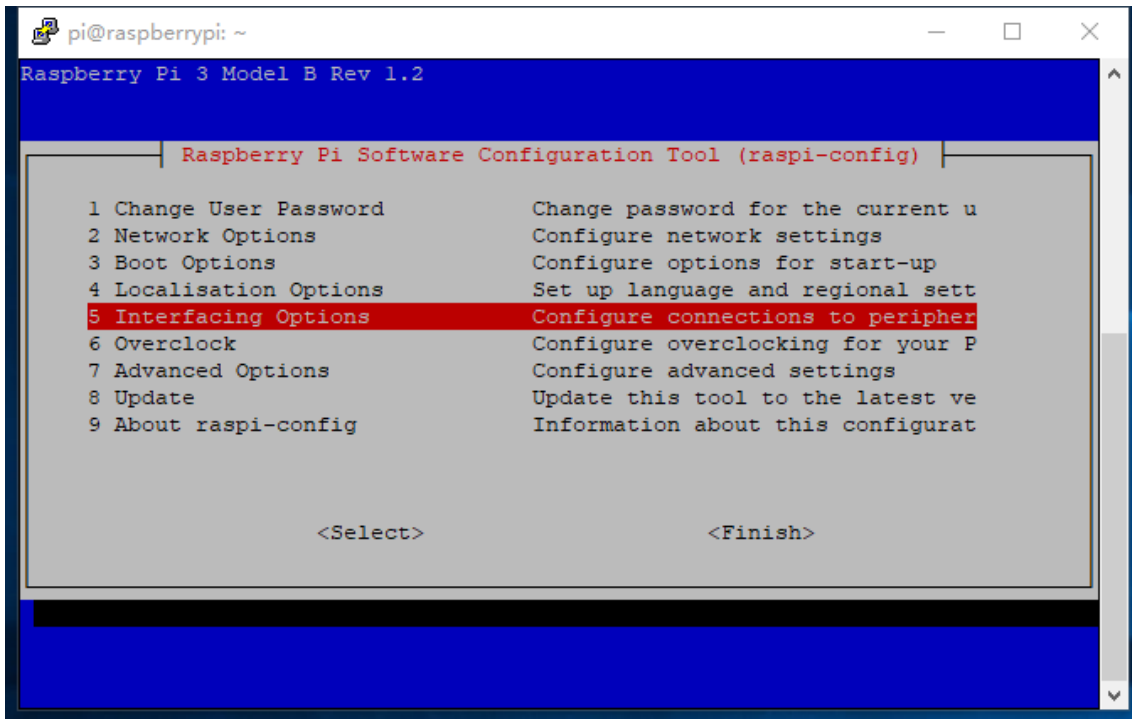 pi@raspberrypi: ~
Raspberry Pi 3 Model B Rev 1.2
Raspberry Pi Software Configuration Tool (raspi-config)
1 Change User Password Change password for the current u
2 Network Options Configure network settings
3 Boot Options Configure options for start-up
4 Localisation Options Set up language and regional sett
5 Interfacing Options Configure connections to peripher
6 Overclock Configure overclocking for your P
7 Advanced Options Configure advanced settings
8 Update Update this tool to the latest ve
9 About raspi-config Information about this configurat
<Select> <Finish>